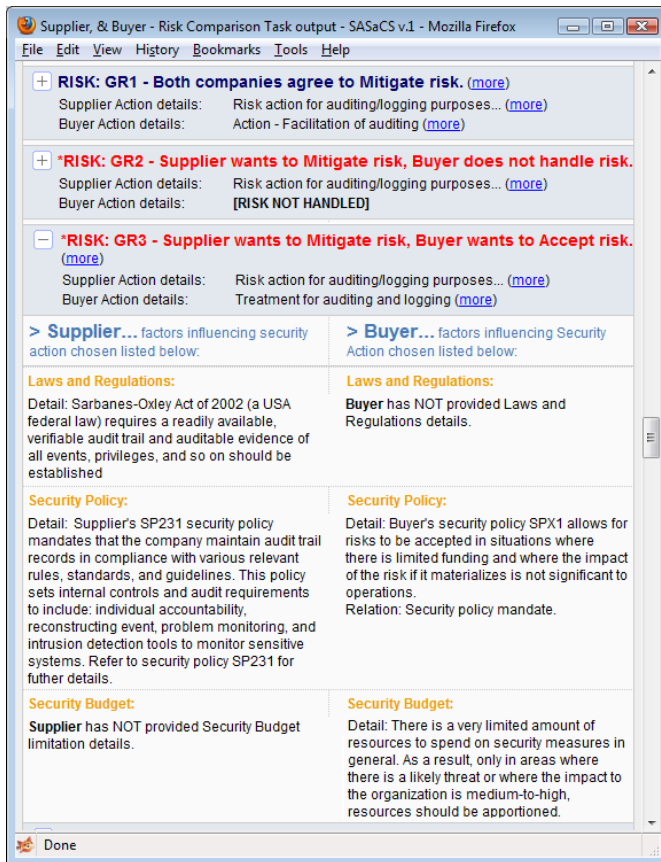 Supplier, & Buyer - Risk Comparison Task output - SASaCS v.1 - Mozilla Firefox
File Edit View History Bookmarks Tools Help
RISK: GR1 - Both companies agree to Mitigate risk. (more)
Supplier Action details: Risk action for auditing/logging purposes... (more)
Buyer Action details: Action - Facilitation of auditing (more)
*RISK: GR2 - Supplier wants to Mitigate risk, Buyer does not handle risk.
Supplier Action details: Risk action for auditing/logging purposes... (more)
Buyer Action details: [RISK NOT HANDLED]
*RISK: GR3 - Supplier wants to Mitigate risk, Buyer wants to Accept risk.
(more)
Supplier Action details: Risk action for auditing/logging purposes... (more)
Buyer Action details: Treatment for auditing and logging (more)
> Supplier... factors influencing security
action chosen listed below:
> Buyer... factors influencing Security
Action chosen listed below:
Laws and Regulations:
Detail: Sarbanes-Oxley Act of 2002 (a USA
federal law) requires a readily available,
verifiable audit trail and auditable evidence of
all events, privileges, and so on should be
established
Laws and Regulations:
Buyer has NOT provided Laws and
Regulations details.
Security Policy:
Detail: Supplier's SP231 security policy
mandates that the company maintain audit trail
records in compliance with various relevant
rules, standards, and guidelines. This policy
sets internal controls and audit requirements
to include: individual accountability,
reconstructing event, problem monitoring, and
intrusion detection tools to monitor sensitive
systems. Refer to security policy SP231 for
futher details.
Security Policy:
Detail: Buyer's security policy SPX1 allows for
risks to be accepted in situations where
there is limited funding and where the impact
of the risk if it materializes is not significant to
operations.
Relation: Security policy mandate.
Security Budget:
Supplier has NOT provided Security Budget
limitation details.
Security Budget:
Detail: There is a very limited amount of
resources to spend on security measures in
general. As a result, only in areas where
there is a likely threat or where the impact to
the organization is medium-to-high,
resources should be apportioned.
Done